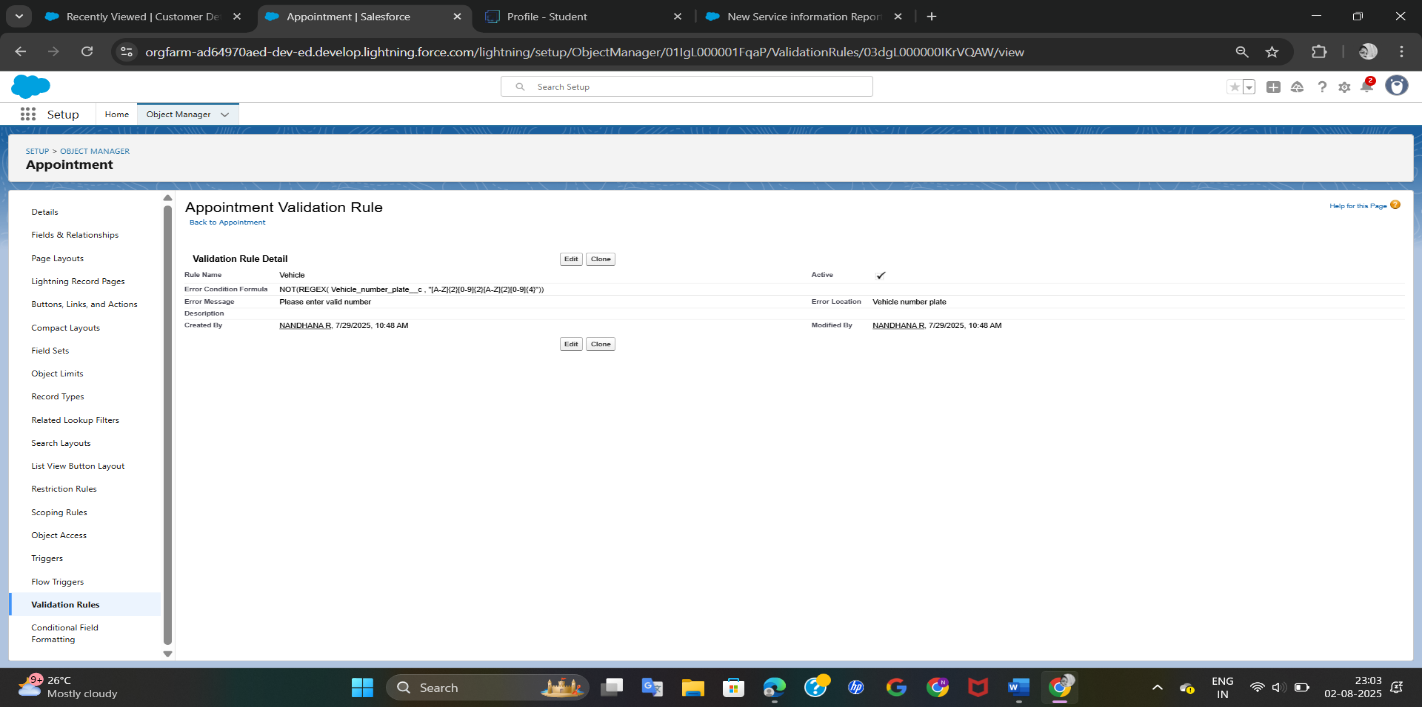 Recently Viewed | Customer De
Appointment | Salesforce
Profile - Student
New Service information Repor
orgfarm-ad64970aed-dev-ed.develop.lightning.force.com/lightning/setup/ObjectManager/01IgL000001FqaP/ValidationRules/03dgL000000IKrVQAW/view
Search Setup
2
Setup
Home
Object Manager
SETUP > OBJECT MANAGER
Appointment
Details
Fields & Relationships
Page Layouts
Lightning Record Pages
Buttons, Links, and Actions
Compact Layouts
Field Sets
Object Limits
Record Types
Related Lookup Filters
Search Layouts
List View Button Layout
Restriction Rules
Scoping Rules
Object Access
Triggers
Flow Triggers
Validation Rules
Conditional Field
Formatting
Appointment Validation Rule
Help for this Page
Back to Appointment
Validation Rule Detail
Edit Clone
Rule Name Vehicle Active
Error Condition Formula NOT(REGEX( Vehicle_number_plate__c , "[A-Z]{2}[0-9]{2}[A-Z]{2}[0-9]{4}"))
Error Message Please enter valid number Error Location Vehicle number plate
Description
Created By NANDHANA R, 7/29/2025, 10:48 AM Modified By NANDHANA R, 7/29/2025, 10:48 AM
Edit Clone
9+
26°C
Mostly cloudy
Search
ENG
IN
23:03
02-08-2025